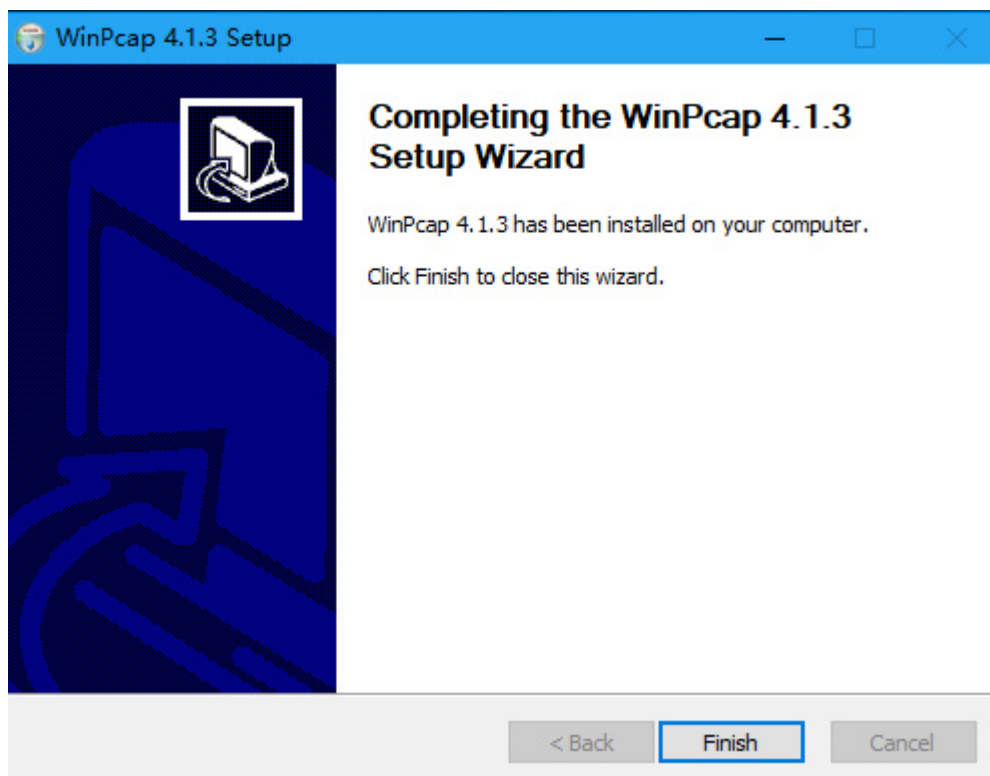 WinPcap 4.1.3 Setup
Completing the WinPcap 4.1.3
Setup Wizard
WinPcap 4.1.3 has been installed on your computer.
Click Finish to close this wizard.
< Back
Finish
Cancel